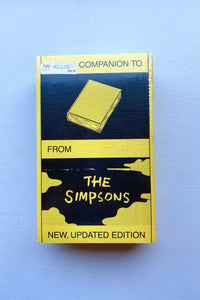 COMPANION TO
FROM
THE
SIMPSONS
NEW, UPDATED EDITION